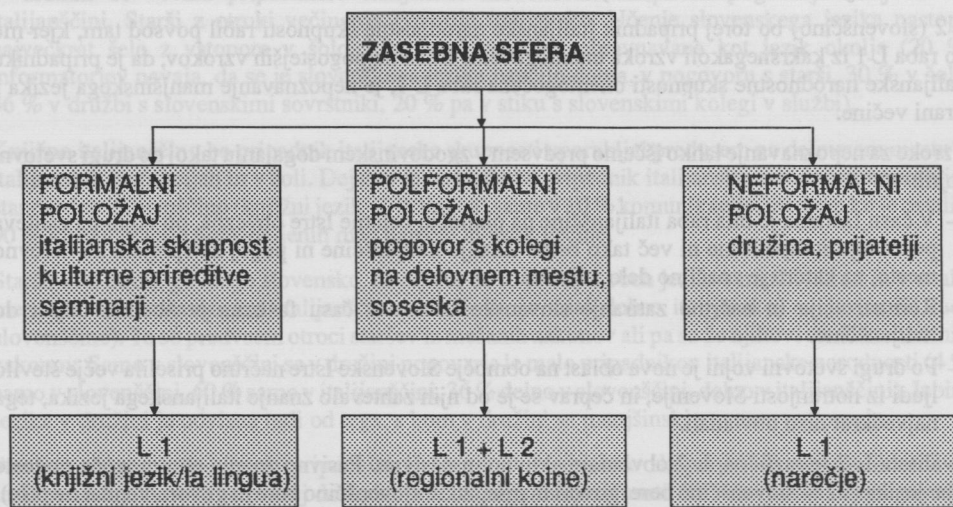 ZASEBNA SFERA
FORMALNI
POLOŽAJ
italijanska skupnost
kulturne prireditve
seminarji
POLFORMALNI
POLOŽAJ
pogovor s kolegi
na delovnem mestu,
soseska
NEFORMALNI
POLOŽAJ
družina, prijatelji
L 1
(knjižni jezik/la lingua)
L 1 + L 2
(regionalni koine)
L 1
(narečje)